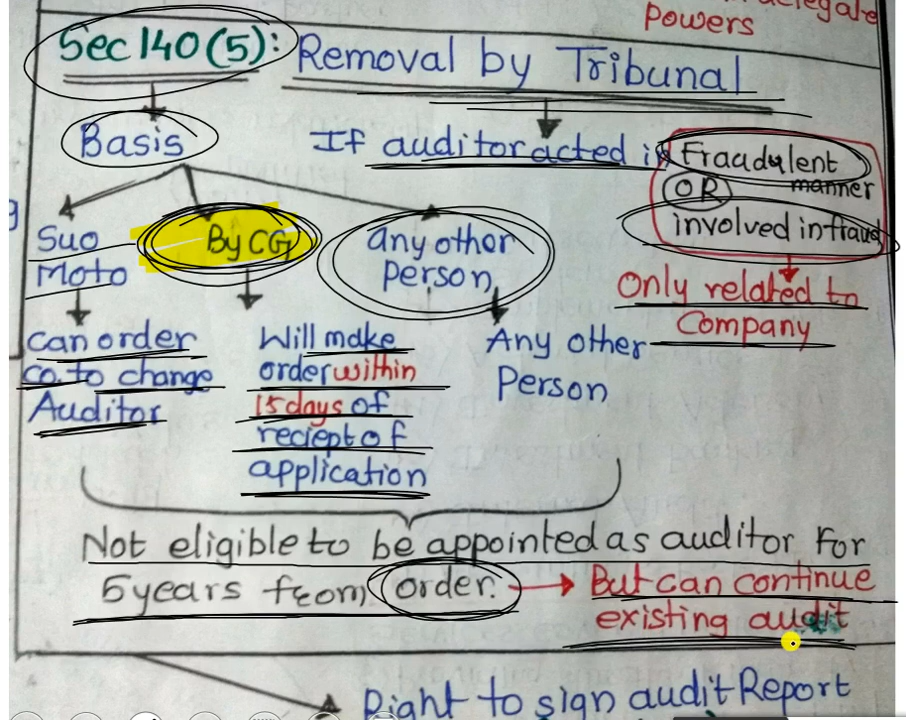 delegate
Powers
Sec 140 (5): Removal by Tribunal
Basis
If auditor acted in Fraudulent manner
OR
involved in fraud
Only related to
Company
Suo
Moto
can order
co. to change
Auditor
By CG
Will make
order within
15 days of
reciept of
application
any other
Person
Any other
Person
Not eligible to be appointed as auditor For
5 years from order. → But can continue
existing audit
Right to sign audit Report